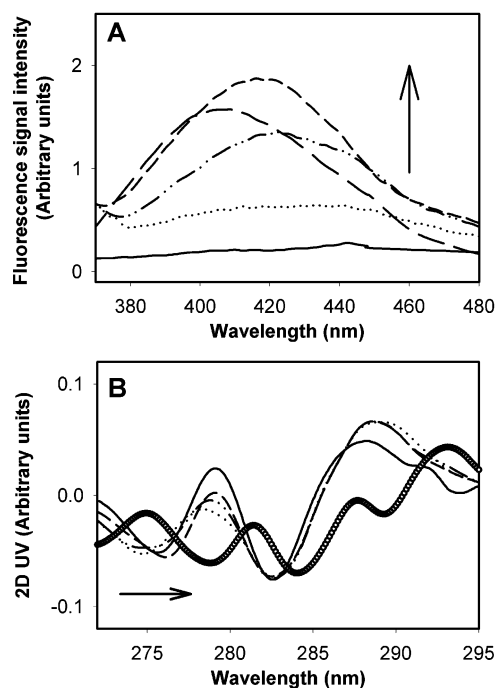 A
Fluorescence signal intensity
(Arbitrary units)
2
1
0
380 400 420 440 460 480
Wavelength (nm)
B
2D UV (Arbitrary units)
0.1
0.0
-0.1
275 280 285 290 295
Wavelength (nm)